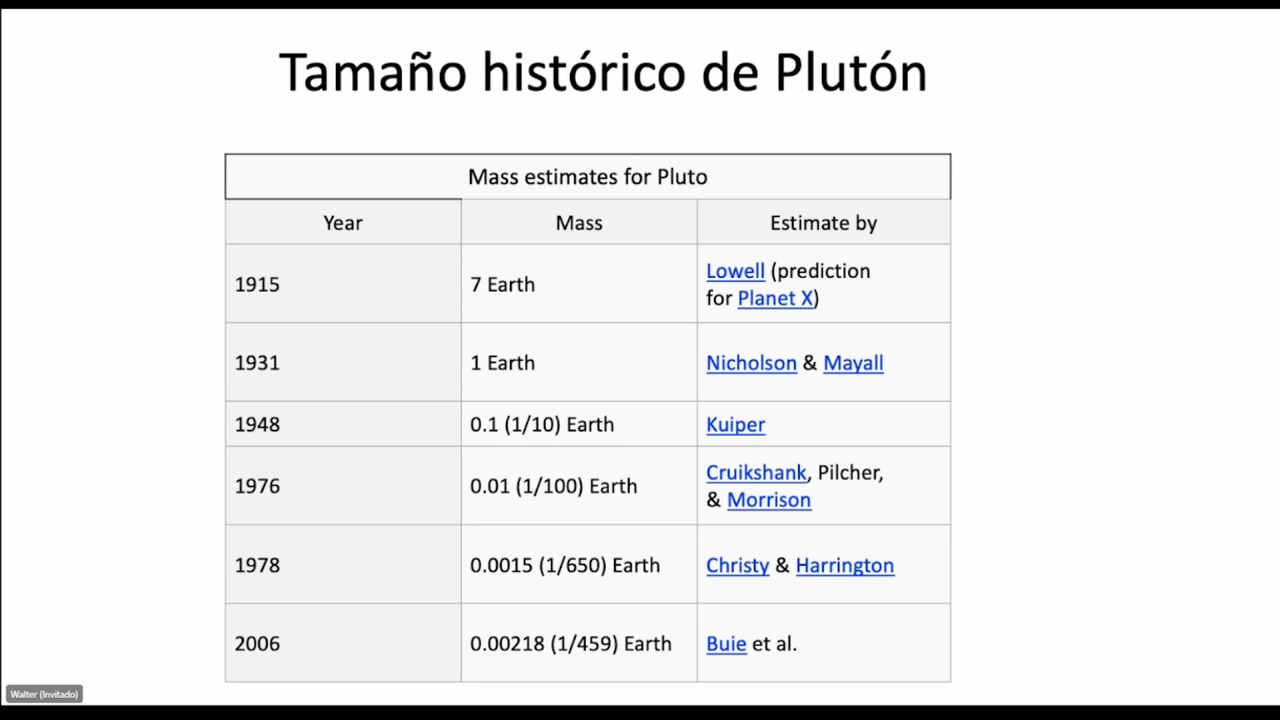 Tamaño histórico de Plutón
Mass estimates for Pluto
Year Mass Estimate by
1915 7 Earth Lowell (prediction
for Planet X)
1931 1 Earth Nicholson & Mayall
1948 0.1 (1/10) Earth Kuiper
1976 0.01 (1/100) Earth Cruikshank, Pilcher,
& Morrison
1978 0.0015 (1/650) Earth Christy & Harrington
2006 0.00218 (1/459) Earth Buie et al.
Walter (Invitado)